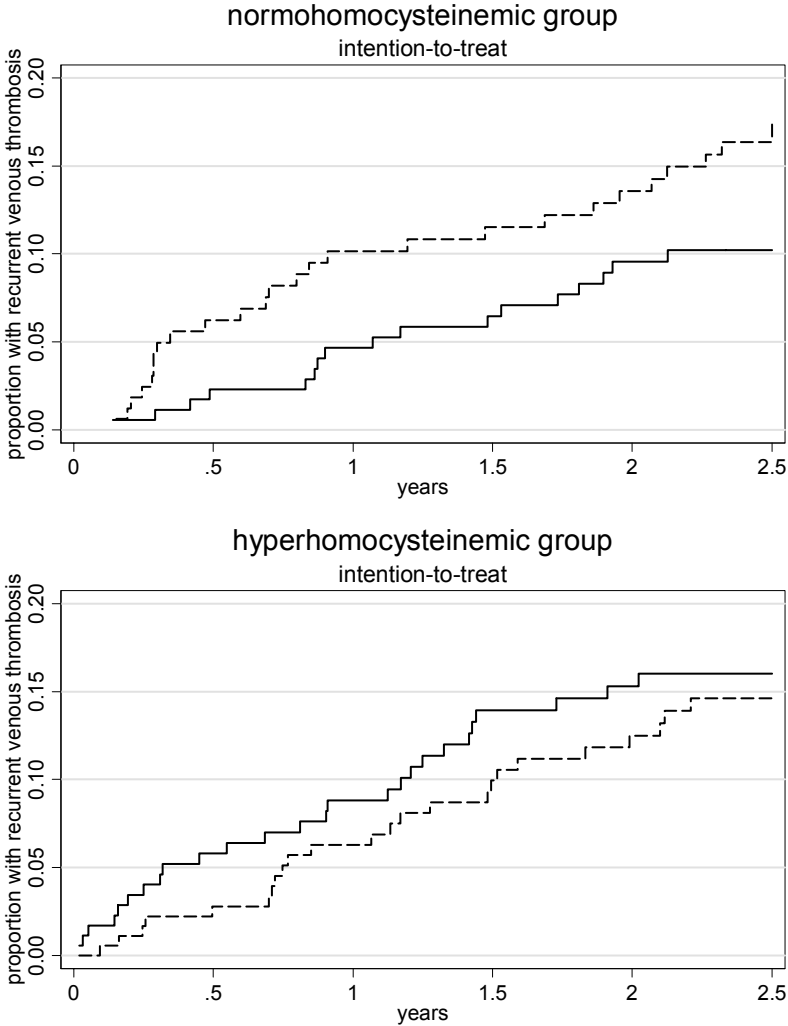 normohomocysteinemic group
intention-to-treat
proportion with recurrent venous thrombosis
0.20
0.15
0.10
0.05
0.00
0 .5 1 1.5 2 2.5
years
hyperhomocysteinemic group
intention-to-treat
proportion with recurrent venous thrombosis
0.20
0.15
0.10
0.05
0.00
0 .5 1 1.5 2 2.5
years